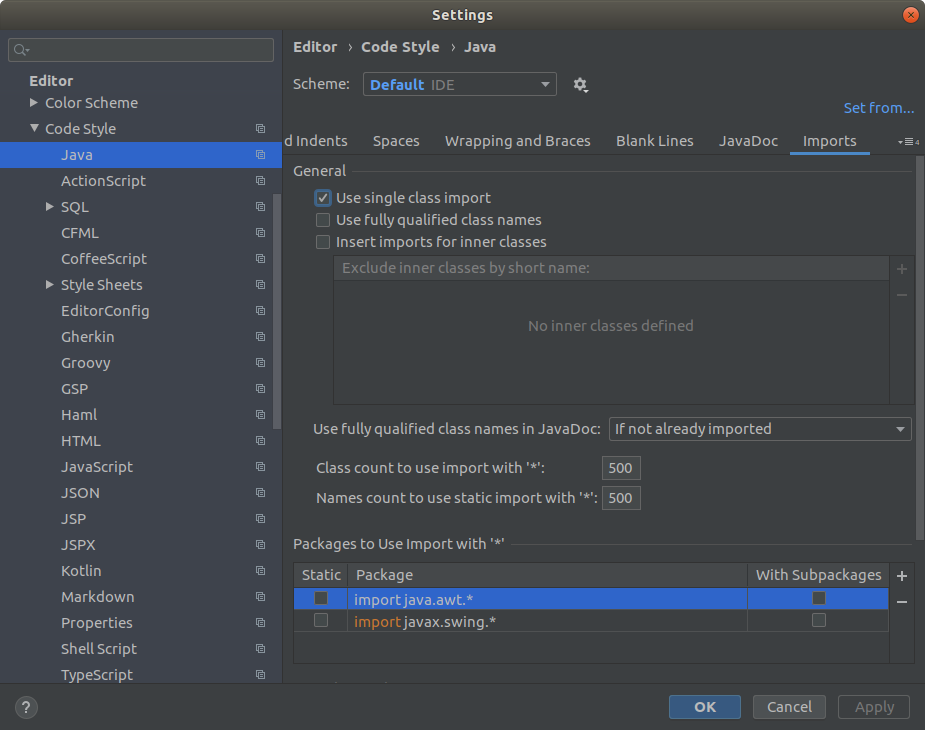 Settings
Editor
Color Scheme
Code Style
Java
ActionScript
SQL
CFML
CoffeeScript
Style Sheets
EditorConfig
Gherkin
Groovy
GSP
Haml
HTML
JavaScript
JSON
JSP
JSPX
Kotlin
Markdown
Properties
Shell Script
TypeScript
Editor › Code Style › Java
Scheme: Default IDE
Set from...
d Indents Spaces Wrapping and Braces Blank Lines JavaDoc Imports
General
Use single class import
Use fully qualified class names
Insert imports for inner classes
Exclude inner classes by short name:
No inner classes defined
Use fully qualified class names in JavaDoc: If not already imported
Class count to use import with '*': 500
Names count to use static import with '*': 500
Packages to Use Import with '*'
Static Package With Subpackages
import java.awt.*
import javax.swing.*
? OK Cancel Apply